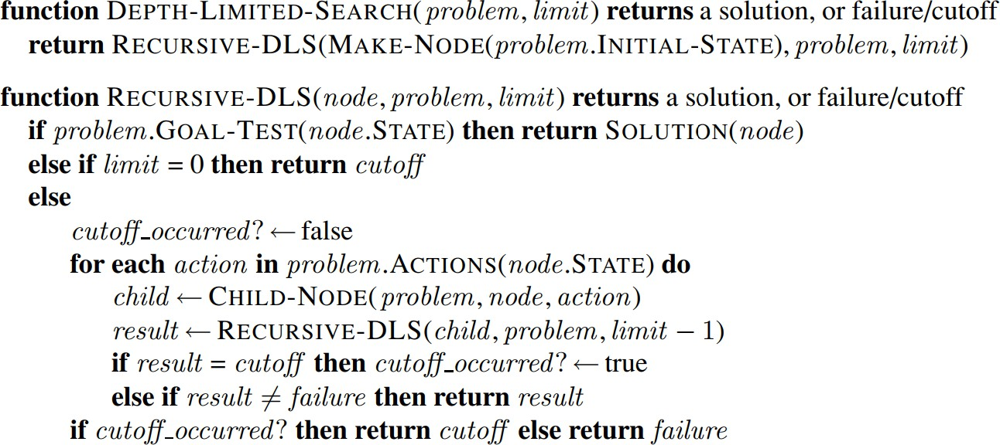 function DEPTH-LIMITED-SEARCH(problem, limit) returns a solution, or failure/cutoff
return RECURSIVE-DLS(MAKE-NODE(problem.INITIAL-STATE), problem, limit)
function RECURSIVE-DLS(node, problem, limit) returns a solution, or failure/cutoff
if problem.GOAL-TEST(node.STATE) then return SOLUTION(node)
else if limit = 0 then return cutoff
else
cutoff_occurred? ← false
for each action in problem.ACTIONS(node.STATE) do
child ← CHILD-NODE(problem, node, action)
result ← RECURSIVE-DLS(child, problem, limit − 1)
if result = cutoff then cutoff_occurred? ← true
else if result ≠ failure then return result
if cutoff_occurred? then return cutoff else return failure